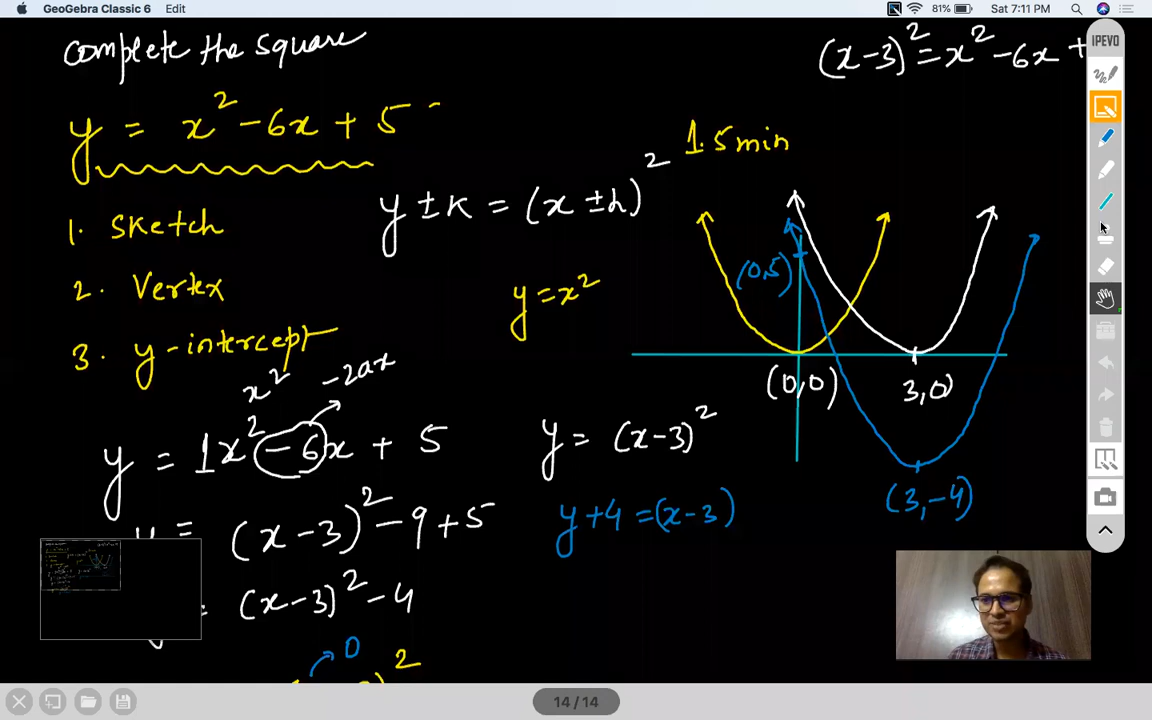 GeoGebra Classic 6 Edit
81% Sat 7:11 PM
IPEVO
complete the square
(x-3)² = x² - 6x +
y = x² - 6x + 5
1.5 min
y ± k = (x ± h)²
1. Sketch
2. Vertex
3. y-intercept
y = x²
(0,5)
(0,0)
3,0)
(3,-4)
x² -2ax
y = 1x² - 6x + 5
y = (x-3)²
y = (x-3)² - 9 + 5
y + 4 = (x-3)
= (x-3)² - 4
0
2
14 / 14